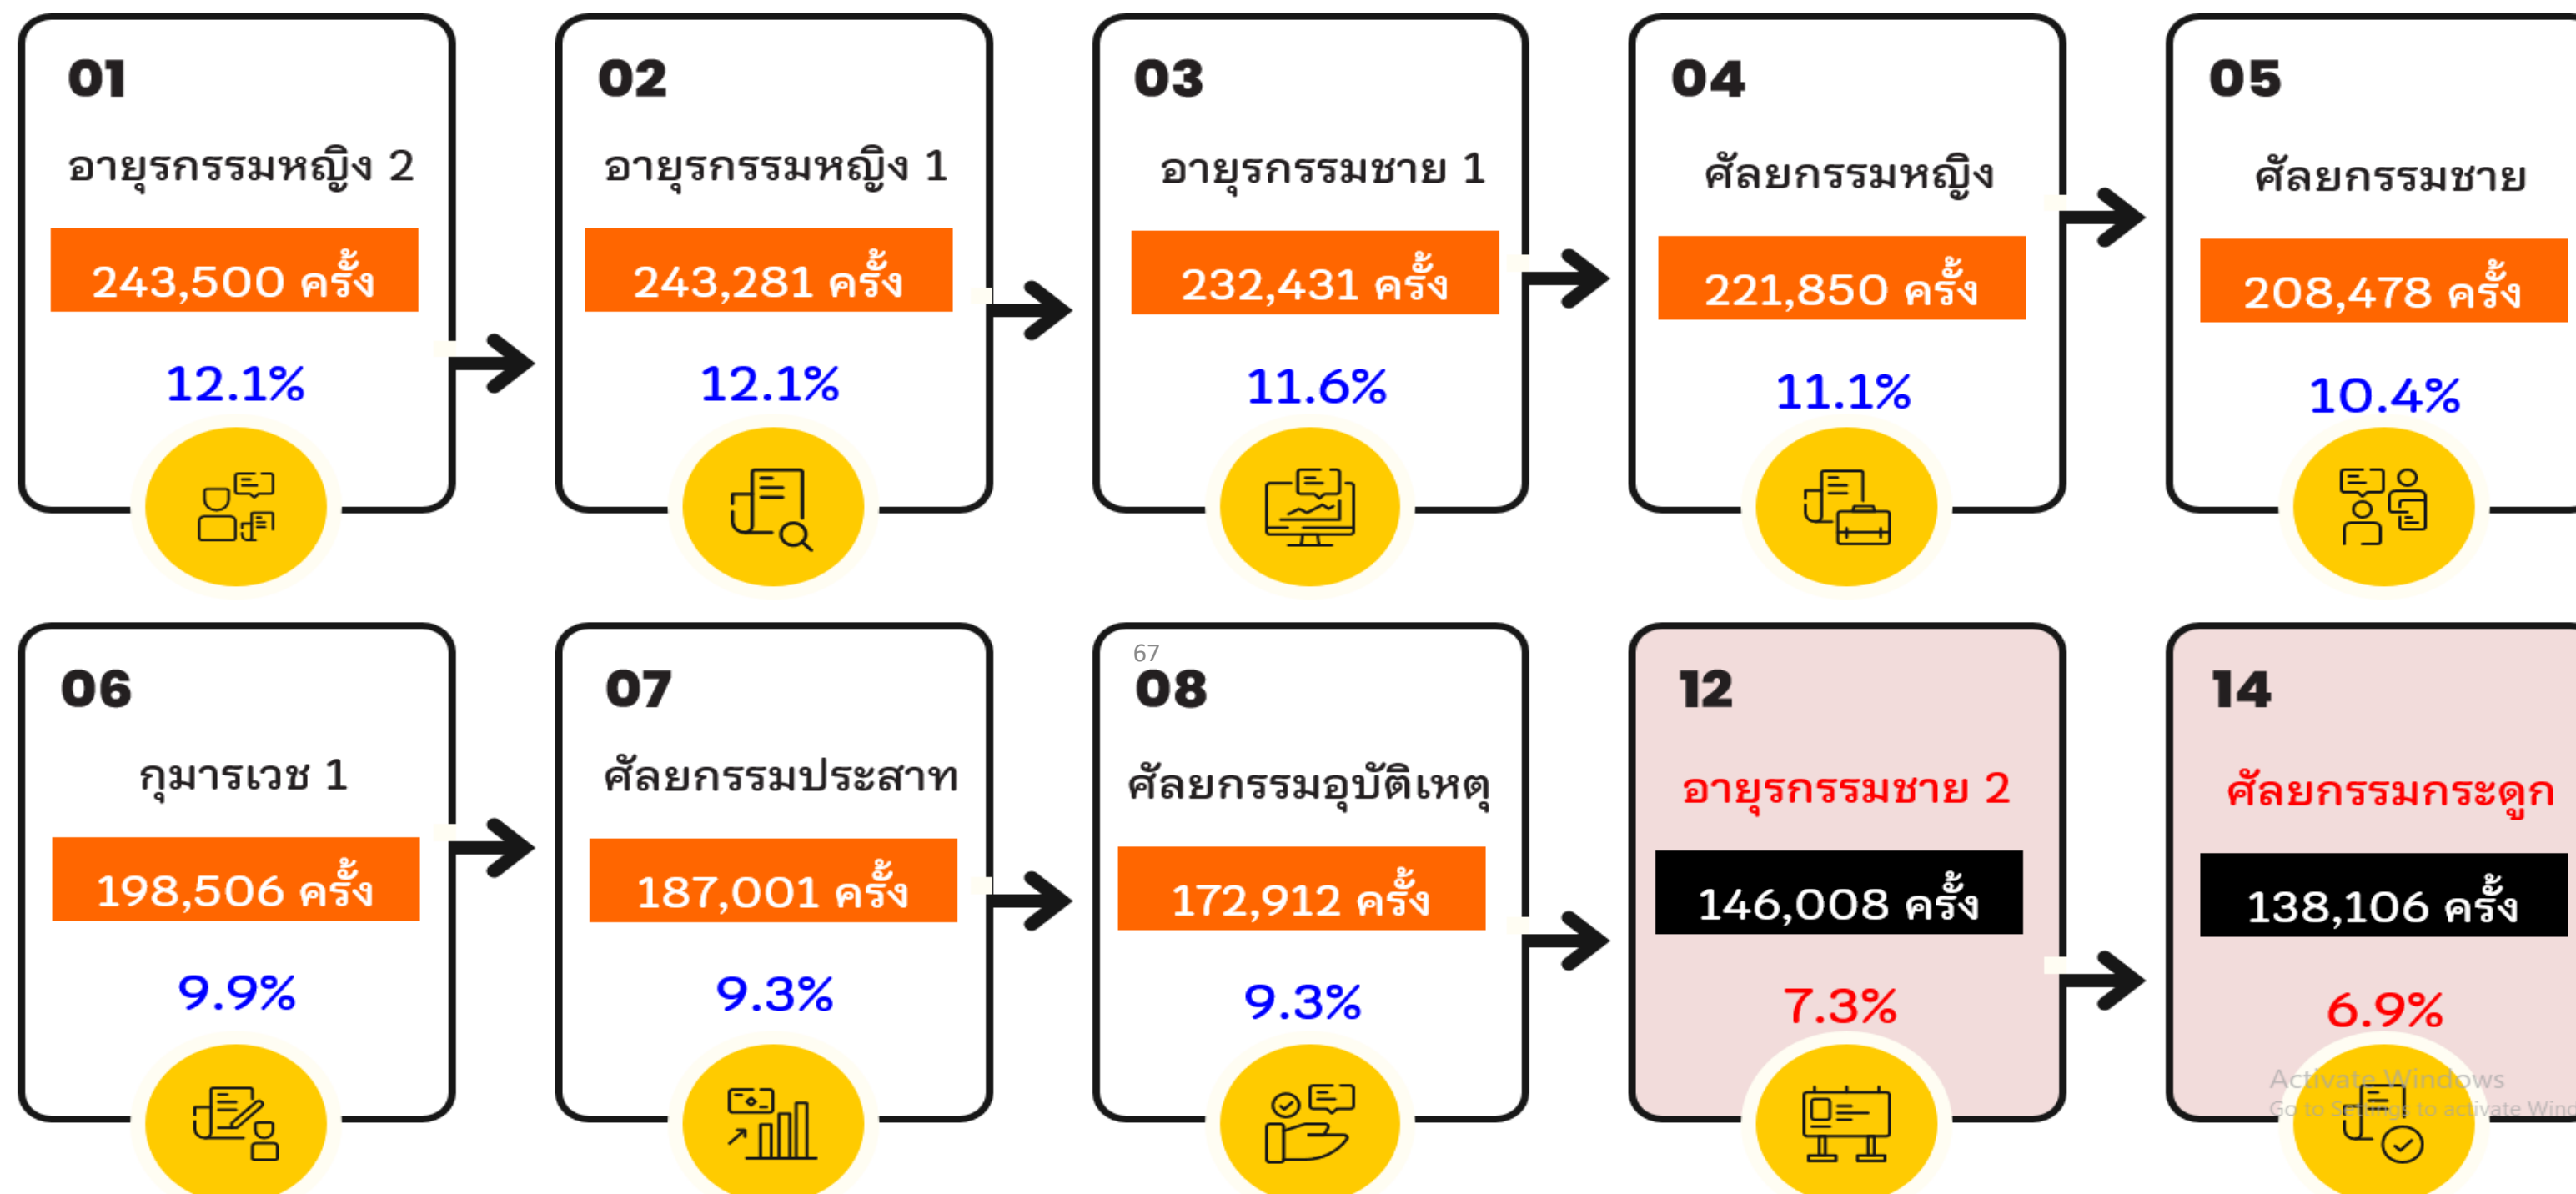 01
อายุรกรรมหญิง 2
243,500 ครั้ง
12.1%
02
อายุรกรรมหญิง 1
243,281 ครั้ง
12.1%
03
อายุรกรรมชาย 1
232,431 ครั้ง
11.6%
04
ศัลยกรรมหญิง
221,850 ครั้ง
11.1%
05
ศัลยกรรมชาย
208,478 ครั้ง
10.4%
06
กุมารเวช 1
198,506 ครั้ง
9.9%
07
ศัลยกรรมประสาท
187,001 ครั้ง
9.3%
67
08
ศัลยกรรมอุบัติเหตุ
172,912 ครั้ง
9.3%
12
อายุรกรรมชาย 2
146,008 ครั้ง
7.3%
14
ศัลยกรรมกระดูก
138,106 ครั้ง
6.9%
Activate Windows
Go to Settings to activate Wind